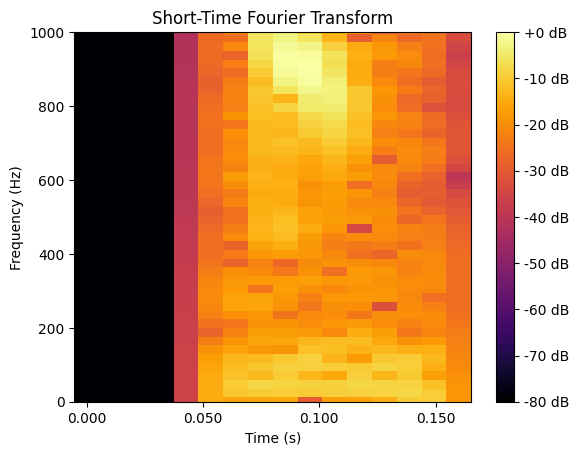 Short-Time Fourier Transform
1000
800
600
400
200
0
Frequency (Hz)
0.000
0.050
0.100
0.150
Time (s)
+0 dB
-10 dB
-20 dB
-30 dB
-40 dB
-50 dB
-60 dB
-70 dB
-80 dB